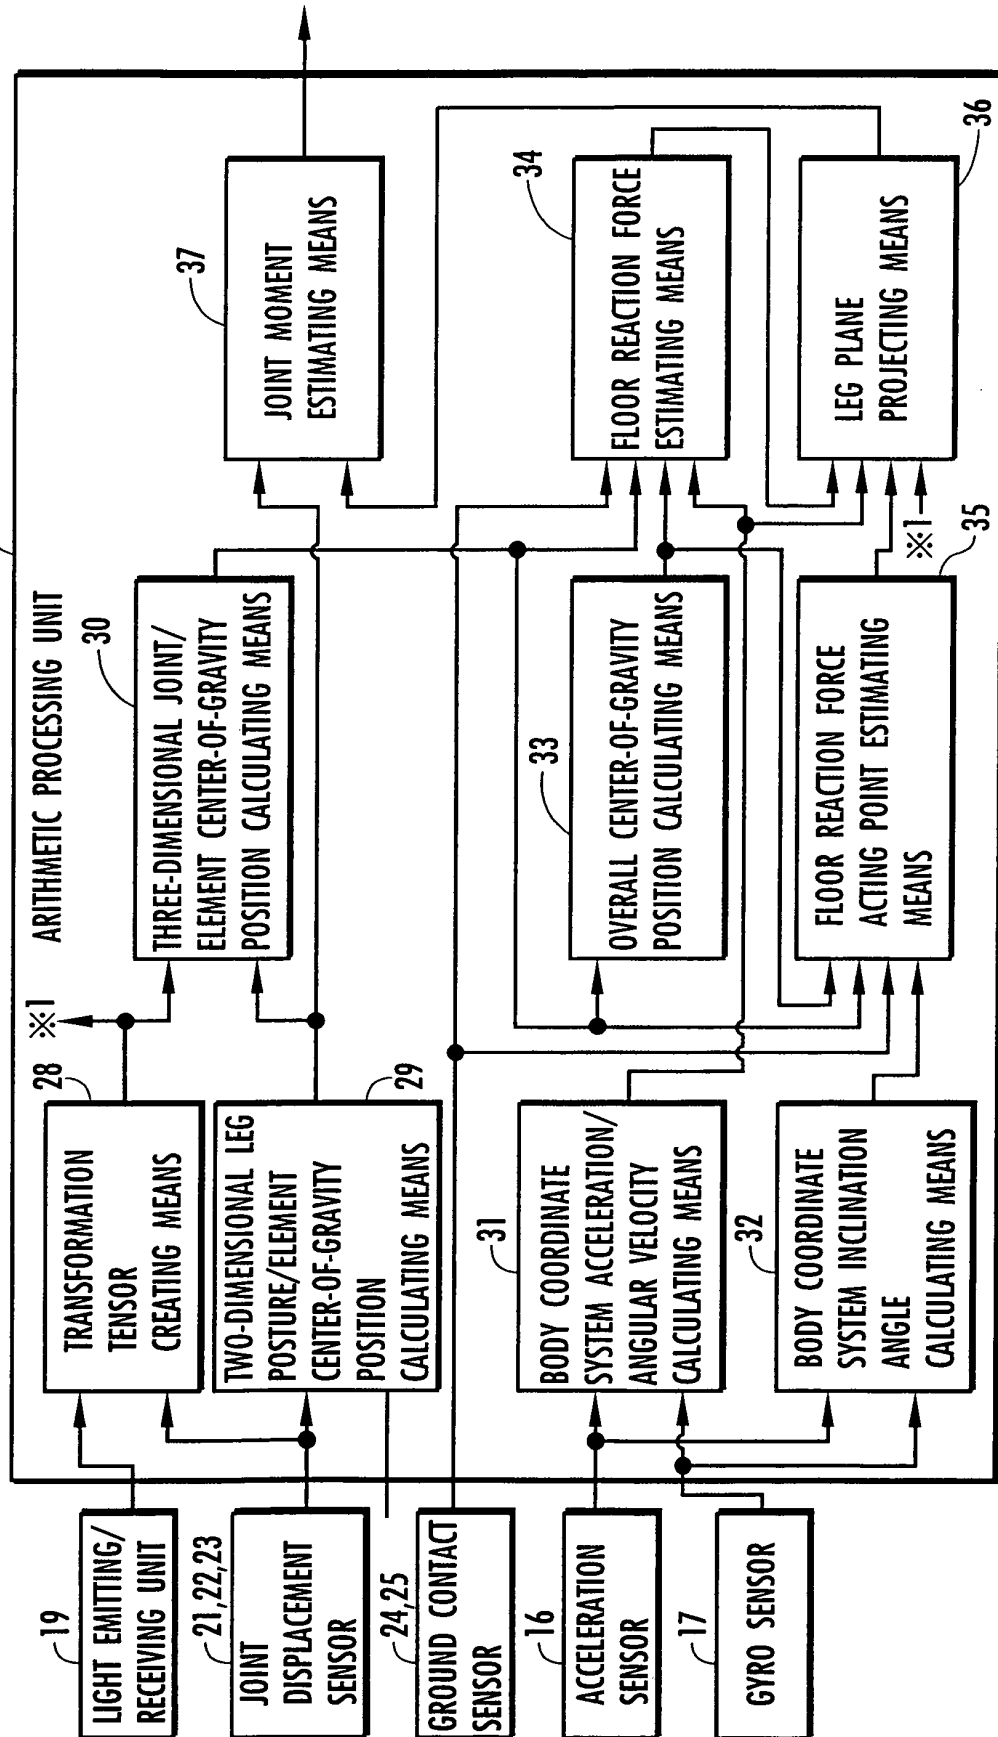 ARITHMETIC PROCESSING UNIT
19
LIGHT EMITTING/
RECEIVING UNIT
21,22,23
JOINT
DISPLACEMENT
SENSOR
24,25
GROUND CONTACT
SENSOR
16
ACCELERATION
SENSOR
17
GYRO SENSOR
28
TRANSFORMATION
TENSOR
CREATING MEANS
※1
29
TWO-DIMENSIONAL LEG
POSTURE/ELEMENT
CENTER-OF-GRAVITY
POSITION
CALCULATING MEANS
31
BODY COORDINATE
SYSTEM ACCELERATION/
ANGULAR VELOCITY
CALCULATING MEANS
32
BODY COORDINATE
SYSTEM INCLINATION
ANGLE
CALCULATING MEANS
30
THREE-DIMENSIONAL JOINT/
ELEMENT CENTER-OF-GRAVITY
POSITION CALCULATING MEANS
33
OVERALL CENTER-OF-GRAVITY
POSITION CALCULATING MEANS
35
FLOOR REACTION FORCE
ACTING POINT ESTIMATING
MEANS
※1
37
JOINT MOMENT
ESTIMATING MEANS
34
FLOOR REACTION FORCE
ESTIMATING MEANS
36
LEG PLANE
PROJECTING MEANS